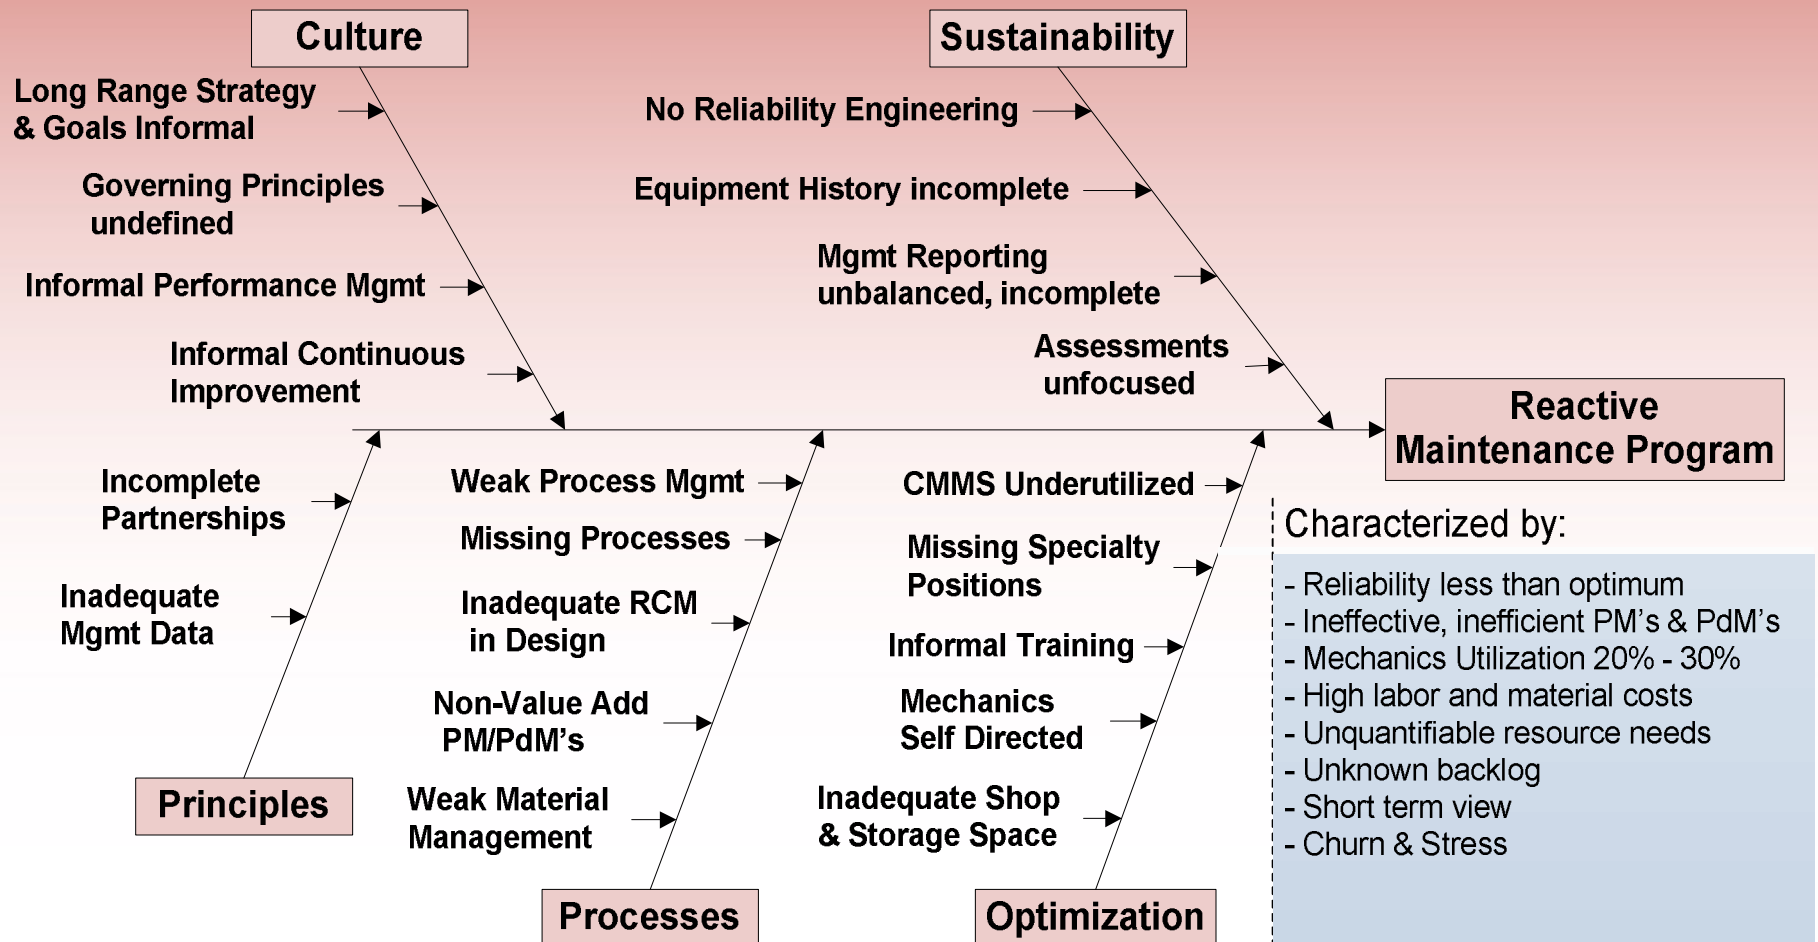 Culture
Long Range Strategy
& Goals Informal
Governing Principles
undefined
Informal Performance Mgmt
Informal Continuous
Improvement
Sustainability
No Reliability Engineering
Equipment History incomplete
Mgmt Reporting
unbalanced, incomplete
Assessments
unfocused
Reactive
Maintenance Program
Incomplete
Partnerships
Inadequate
Mgmt Data
Principles
Weak Process Mgmt
Missing Processes
Inadequate RCM
in Design
Non-Value Add
PM/PdM’s
Weak Material
Management
Processes
CMMS Underutilized
Missing Specialty
Positions
Informal Training
Mechanics
Self Directed
Inadequate Shop
& Storage Space
Optimization
Characterized by:
- Reliability less than optimum
- Ineffective, inefficient PM’s & PdM’s
- Mechanics Utilization 20% - 30%
- High labor and material costs
- Unquantifiable resource needs
- Unknown backlog
- Short term view
- Churn & Stress